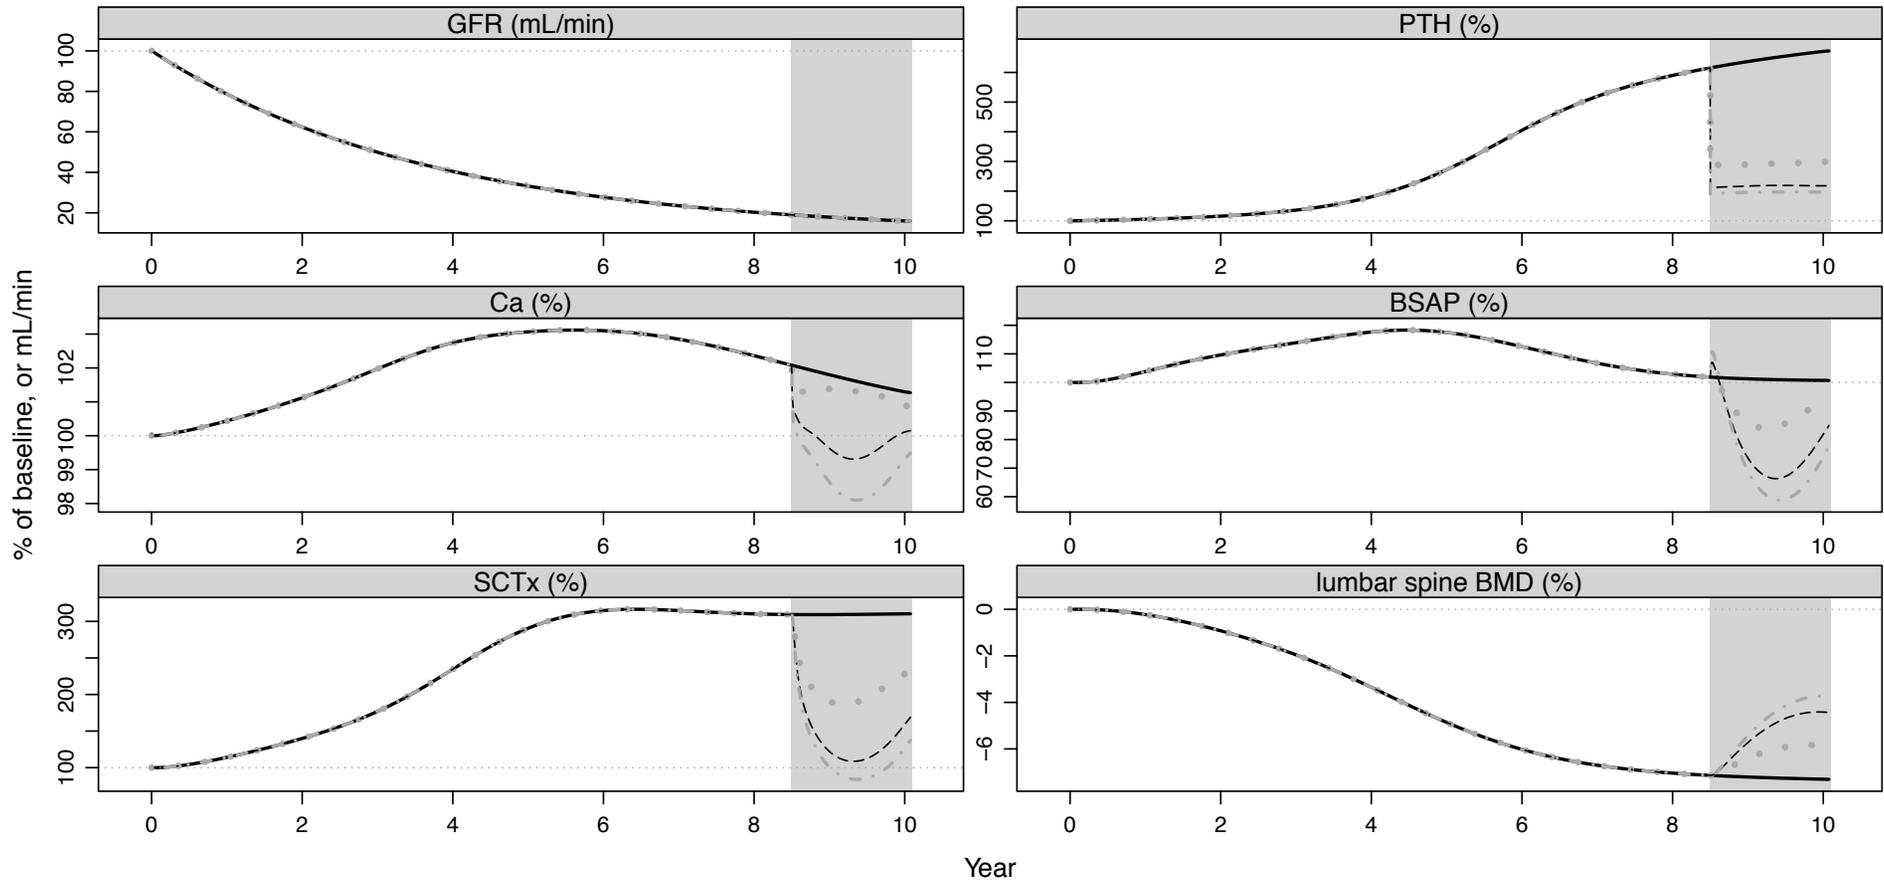 GFR (mL/min)
100
80
60
40
20
0 2 4 6 8 10
PTH (%)
500
300
100
0 2 4 6 8 10
Ca (%)
102
100
99
98
0 2 4 6 8 10
BSAP (%)
110
90
80
70
60
0 2 4 6 8 10
SCTx (%)
300
200
100
0 2 4 6 8 10
lumbar spine BMD (%)
0
−2
−4
−6
0 2 4 6 8 10
% of baseline, or mL/min
Year